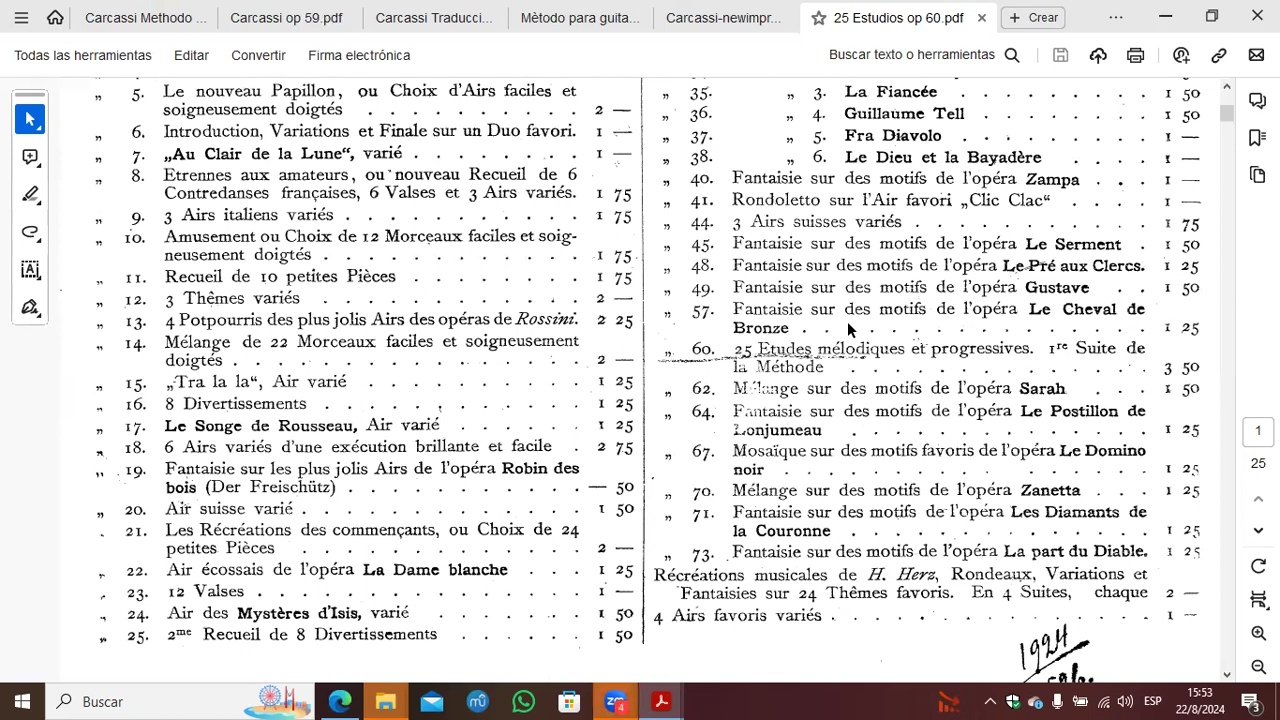 Carcassi Methodo ...
Carcassi op 59.pdf
Carcassi Traducci...
Mètodo para guita...
Carcassi-newimpr...
25 Estudios op 60.pdf
Crear
Todas las herramientas
Editar
Convertir
Firma electrónica
Buscar texto o herramientas
„ 5. Le nouveau Papillon, ou Choix d'Airs faciles et
soigneusement doigtés . . . . . . . . . . 2 —
„ 6. Introduction, Variations et Finale sur un Duo favori. 1 —
„ 7. „Au Clair de la Lune“, varié . . . . . . . . 1 —
„ 8. Etrennes aux amateurs, ou nouveau Recueil de 6
Contredanses françaises, 6 Valses et 3 Airs variés. 1 75
„ 9. 3 Airs italiens variés . . . . . . . . . . 1 75
„ 10. Amusement ou Choix de 12 Morceaux faciles et soig-
neusement doigtés . . . . . . . . . . . 1 75
„ 11. Recueil de 10 petites Pièces . . . . . . . . 1 75
„ 12. 3 Thêmes variés . . . . . . . . . . . . 2 —
„ 13. 4 Potpourris des plus jolis Airs des opéras de Rossini. 2 25
„ 14. Mélange de 22 Morceaux faciles et soigneusement
doigtés . . . . . . . . . . . . . . . 2 —
„ 15. „Tra la la“, Air varié . . . . . . . . . . 1 25
„ 16. 8 Divertissements . . . . . . . . . . . 1 25
„ 17. Le Songe de Rousseau, Air varié . . . . . . 1 25
„ 18. 6 Airs variés d'une exécution brillante et facile . . 2 75
„ 19. Fantaisie sur les plus jolis Airs de l'opéra Robin des
bois (Der Freischütz) . . . . . . . . . . — 50
„ 20. Air suisse varié . . . . . . . . . . . . 1 50
„ 21. Les Récréations des commençants, ou Choix de 24
petites Pièces . . . . . . . . . . . . . 2 —
„ 22. Air écossais de l'opéra La Dame blanche . . . . 1 25
„ 23. 12 Valses . . . . . . . . . . . . . . 1 —
„ 24. Air des Mystères d'Isis, varié . . . . . . . 1 50
„ 25. 2me Recueil de 8 Divertissements . . . . . . 1 50
„ 35. „ 3. La Fiancée . . . . . . . . 1 50
„ 36. „ 4. Guillaume Tell . . . . . . . 1 50
„ 37. „ 5. Fra Diavolo . . . . . . . . 1 —
„ 38. „ 6. Le Dieu et la Bayadère . . . . 1 —
„ 40. Fantaisie sur des motifs de l'opéra Zampa . . . 1 —
„ 41. Rondoletto sur l'Air favori „Clic Clac“ . . . . 1 —
„ 44. 3 Airs suisses variés . . . . . . . . . . 1 75
„ 45. Fantaisie sur des motifs de l'opéra Le Serment . 1 50
„ 48. Fantaisie sur des motifs de l'opéra Le Pré aux Clercs. 1 25
„ 49. Fantaisie sur des motifs de l'opéra Gustave . . 1 50
„ 57. Fantaisie sur des motifs de l'opéra Le Cheval de
Bronze . . . . . . . . . . . . . . . 1 25
„ 60. 25 Etudes mélodiques et progressives. 1re Suite de
la Méthode . . . . . . . . . . . . . . 3 50
„ 62. Mélange sur des motifs de l'opéra Sarah . . . . 1 50
„ 64. Fantaisie sur des motifs de l'opéra Le Postillon de
Lonjumeau . . . . . . . . . . . . . . 1 25
„ 67. Mosaïque sur des motifs favoris de l'opéra Le Domino
noir . . . . . . . . . . . . . . . . 1 25
„ 70. Mélange sur des motifs de l'opéra Zanetta . . . 1 25
„ 71. Fantaisie sur des motifs de l'opéra Les Diamants de
la Couronne . . . . . . . . . . . . . . 1 25
„ 73. Fantaisie sur des motifs de l'opéra La part du Diable. 1 25
Récréations musicales de H. Herz, Rondeaux, Variations et
Fantaisies sur 24 Thêmes favoris. En 4 Suites, chaque 2 —
4 Airs favoris variés . . . . . . . . . . . . 1 —
1924
1
25
Buscar
4
ESP
15:53
22/8/2024
3